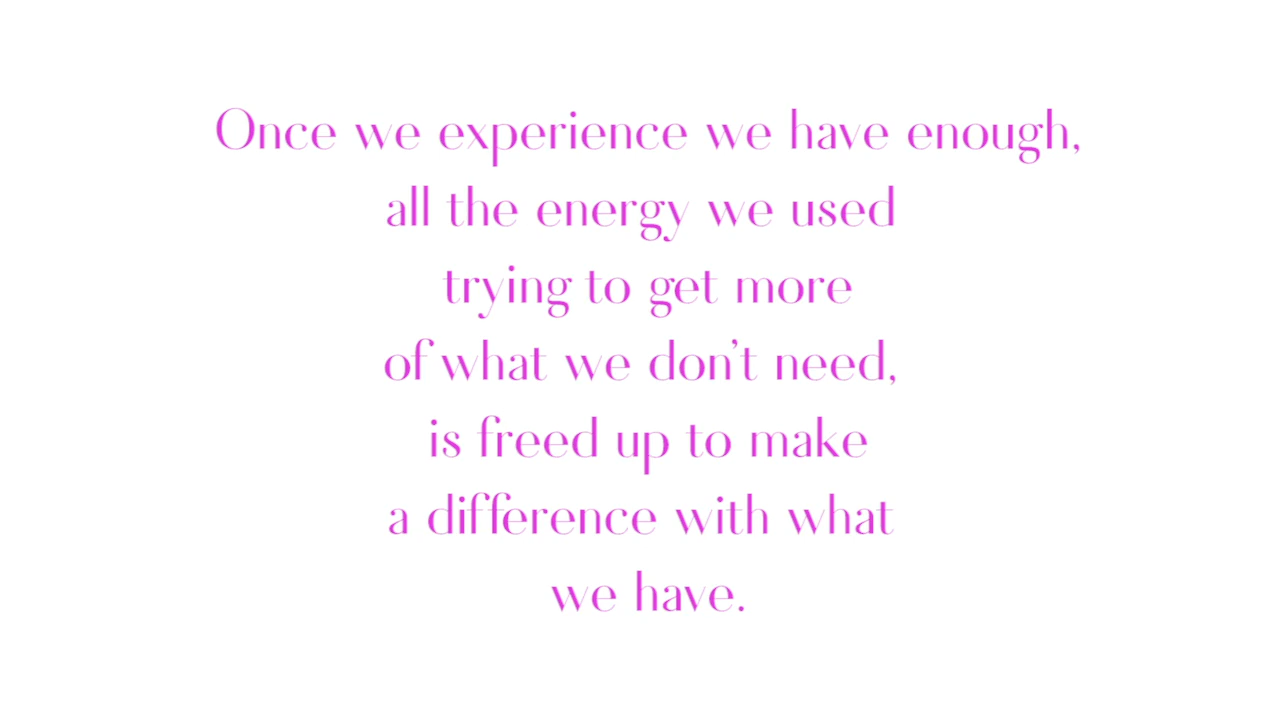 Once we experience we have enough,
all the energy we used
trying to get more
of what we don’t need,
is freed up to make
a difference with what
we have.